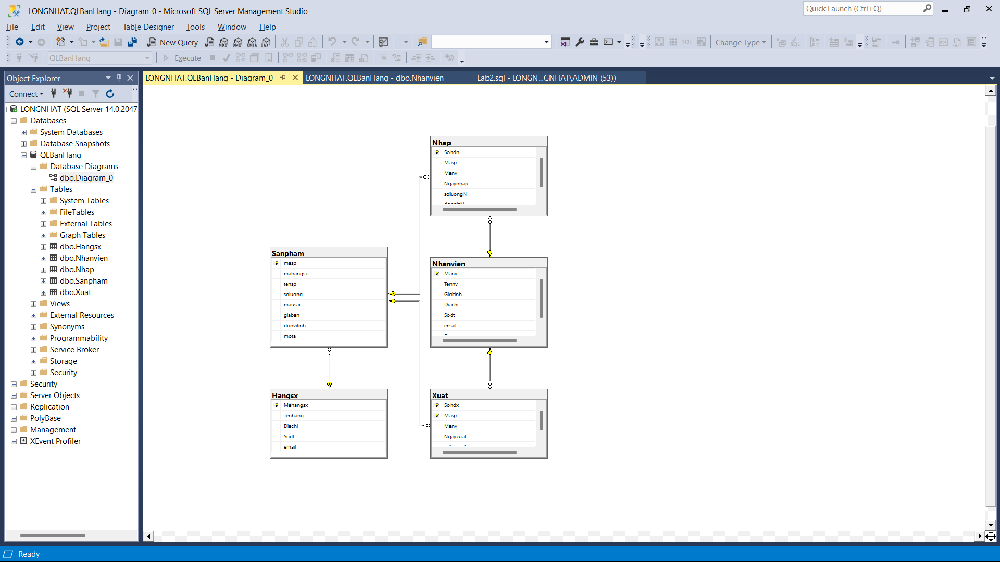 LONGNHAT.QLBanHang - Diagram_0 - Microsoft SQL Server Management Studio
Quick Launch (Ctrl+Q)
File Edit View Project Table Designer Tools Window Help
New Query
MDX DMX XMLA DAX
SQL
Change Type
QLBanHang
Execute
Object Explorer
LONGNHAT.QLBanHang - Diagram_0
LONGNHAT.QLBanHang - dbo.Nhanvien
Lab2.sql - LONGN...GNHAT\ADMIN (53))
Connect
LONGNHAT (SQL Server 14.0.2047
Databases
System Databases
Database Snapshots
QLBanHang
Database Diagrams
dbo.Diagram_0
Tables
System Tables
FileTables
External Tables
Graph Tables
dbo.Hangsx
dbo.Nhanvien
dbo.Nhap
dbo.Sanpham
dbo.Xuat
Views
External Resources
Synonyms
Programmability
Service Broker
Storage
Security
Security
Server Objects
Replication
PolyBase
Management
XEvent Profiler
Nhap
Sohdn
Masp
Manv
Ngaynhap
soluongN
Sanpham
masp
mahangsx
tensp
soluong
mausac
giaban
donvitinh
mota
Nhanvien
Manv
Tennv
Gioitinh
Diachi
Sodt
email
Hangsx
Mahangsx
Tenhang
Diachi
Sodt
email
Xuat
Sohdx
Masp
Manv
Ngayxuat
Ready